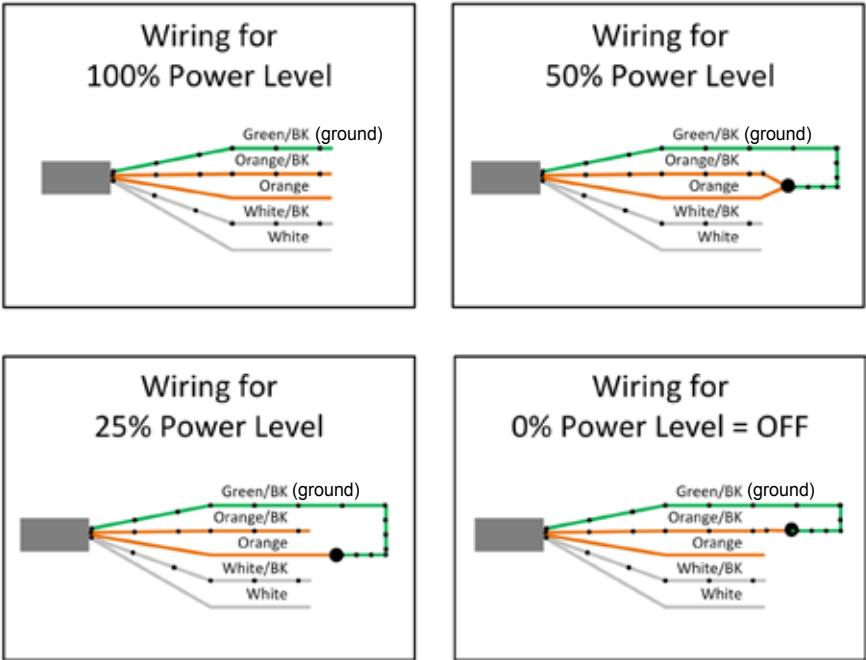 Wiring for
100% Power Level
Green/BK (ground)
Orange/BK
Orange
White/BK
White
Wiring for
50% Power Level
Green/BK (ground)
Orange/BK
Orange
White/BK
White
Wiring for
25% Power Level
Green/BK (ground)
Orange/BK
Orange
White/BK
White
Wiring for
0% Power Level = OFF
Green/BK (ground)
Orange/BK
Orange
White/BK
White